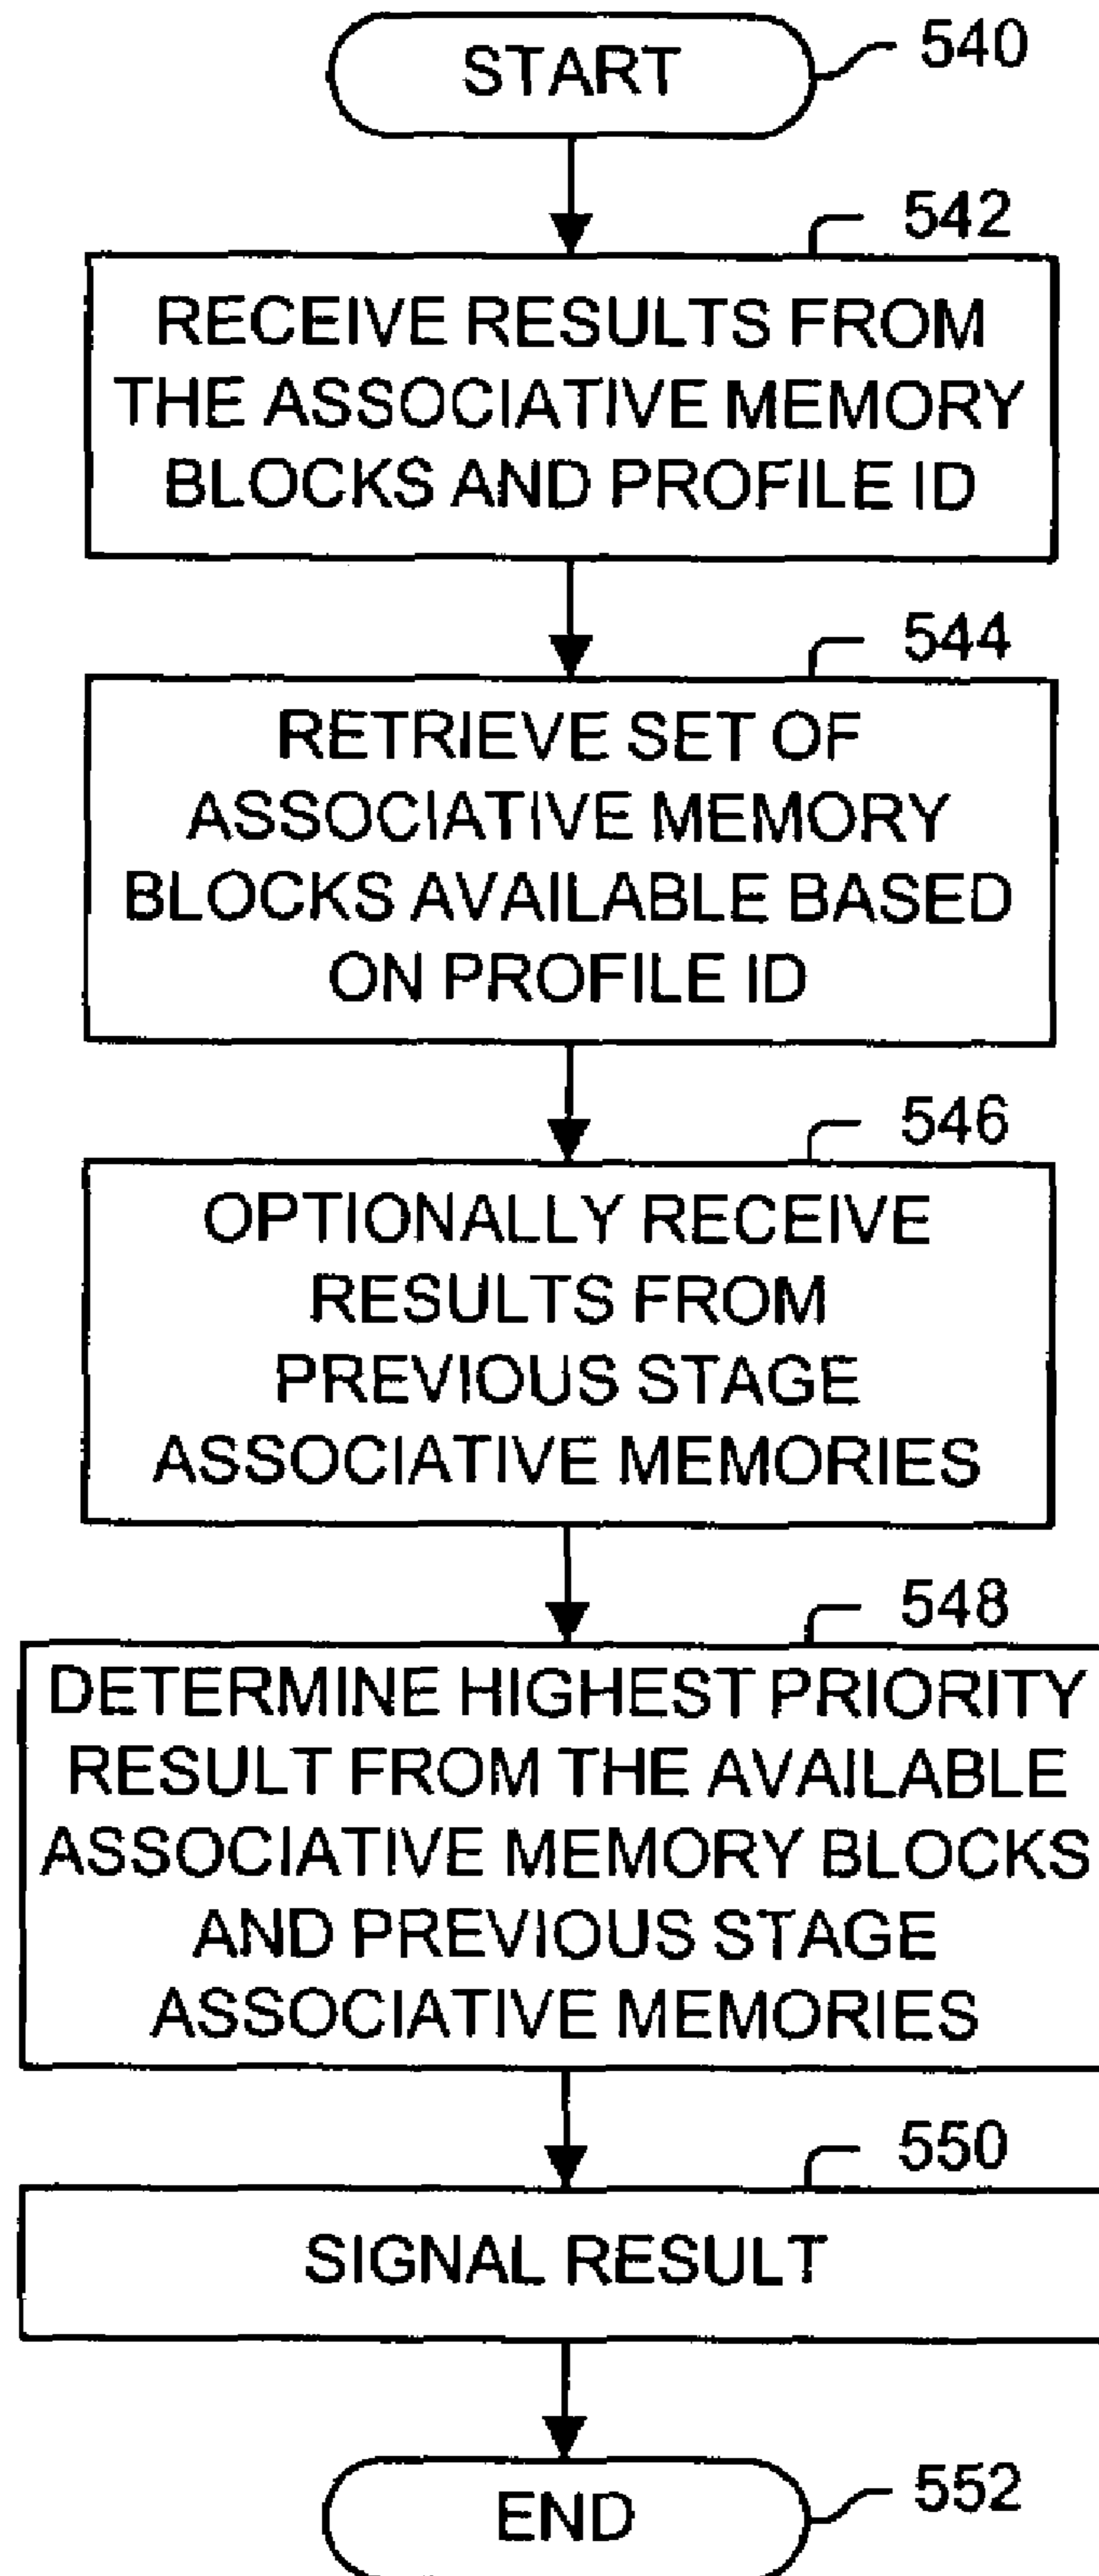 START
540
542
RECEIVE RESULTS FROM
THE ASSOCIATIVE MEMORY
BLOCKS AND PROFILE ID
544
RETRIEVE SET OF
ASSOCIATIVE MEMORY
BLOCKS AVAILABLE BASED
ON PROFILE ID
546
OPTIONALLY RECEIVE
RESULTS FROM
PREVIOUS STAGE
ASSOCIATIVE MEMORIES
548
DETERMINE HIGHEST PRIORITY
RESULT FROM THE AVAILABLE
ASSOCIATIVE MEMORY BLOCKS
AND PREVIOUS STAGE
ASSOCIATIVE MEMORIES
550
SIGNAL RESULT
END
552